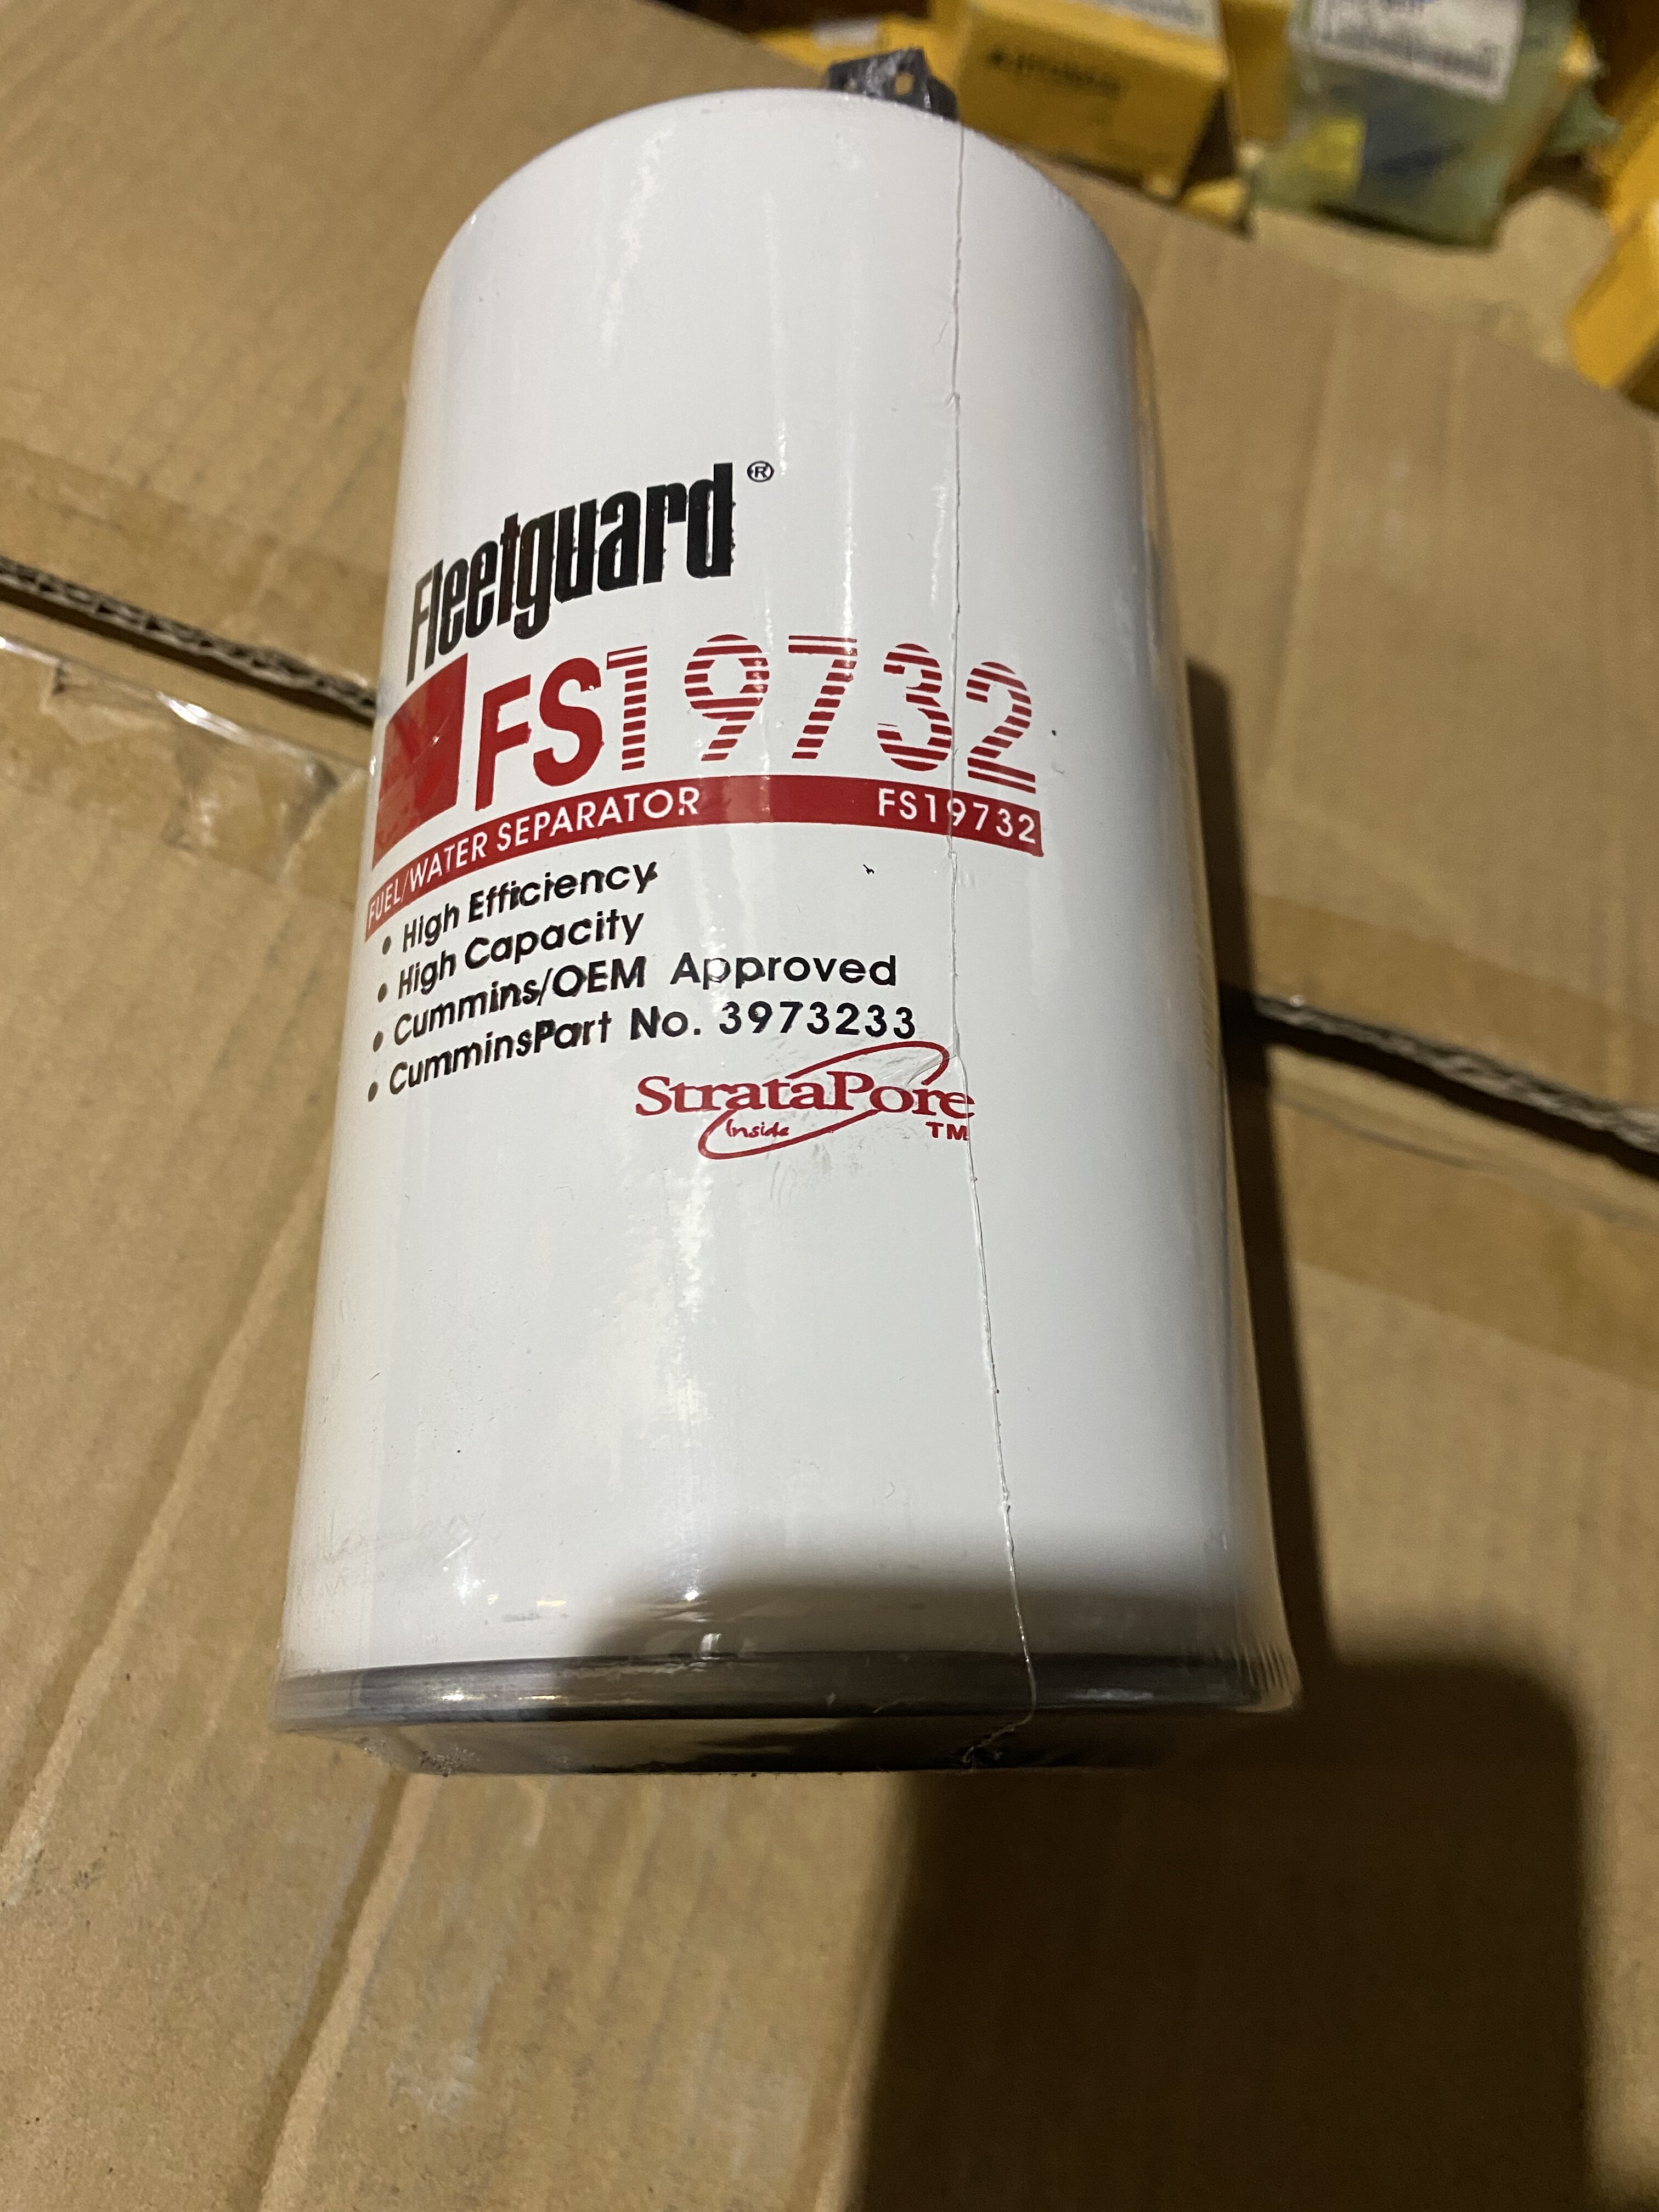 Fleetguard®
FS19732
FUEL/WATER SEPARATOR FS19732
• High Efficiency
• High Capacity
• Cummins/OEM Approved
• CumminsPart No. 3973233
StrataPore
Inside TM